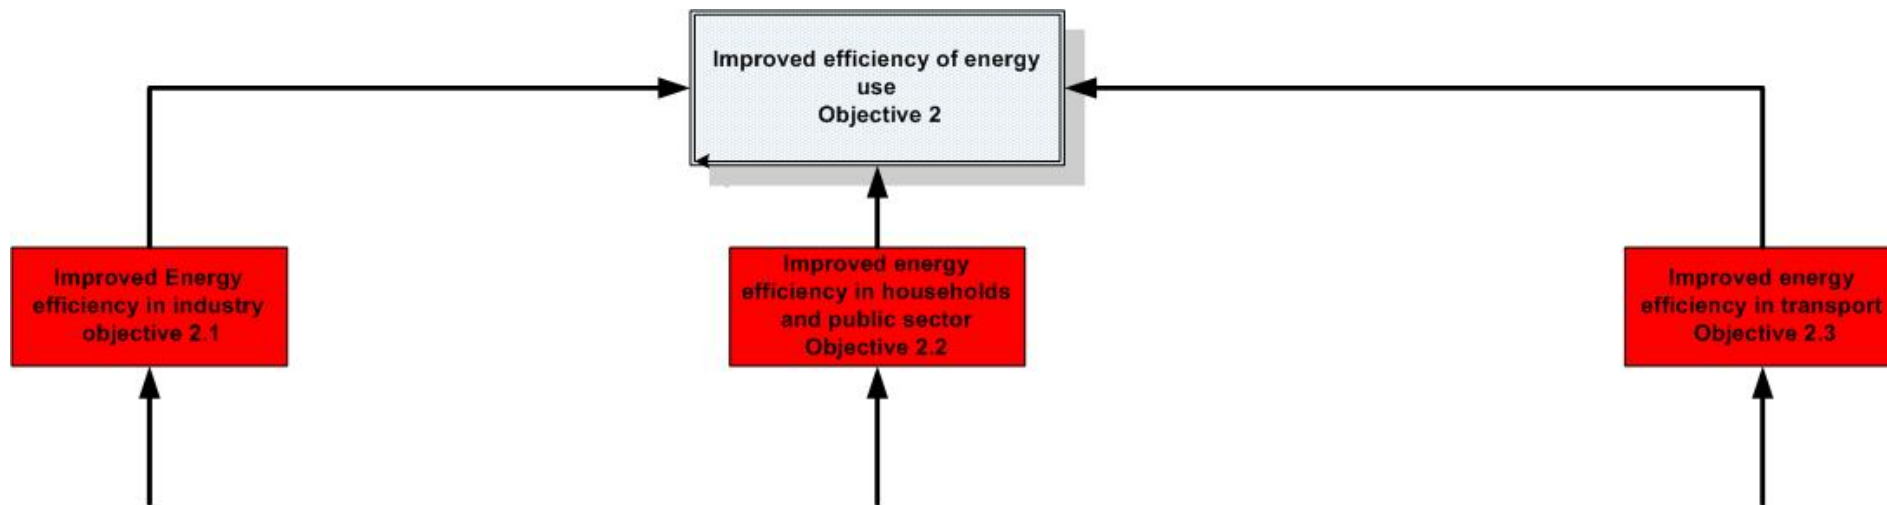 Improved efficiency of energy
use
Objective 2
Improved Energy
efficiency in industry
objective 2.1
Improved energy
efficiency in households
and public sector
Objective 2.2
Improved energy
efficiency in transport
Objective 2.3